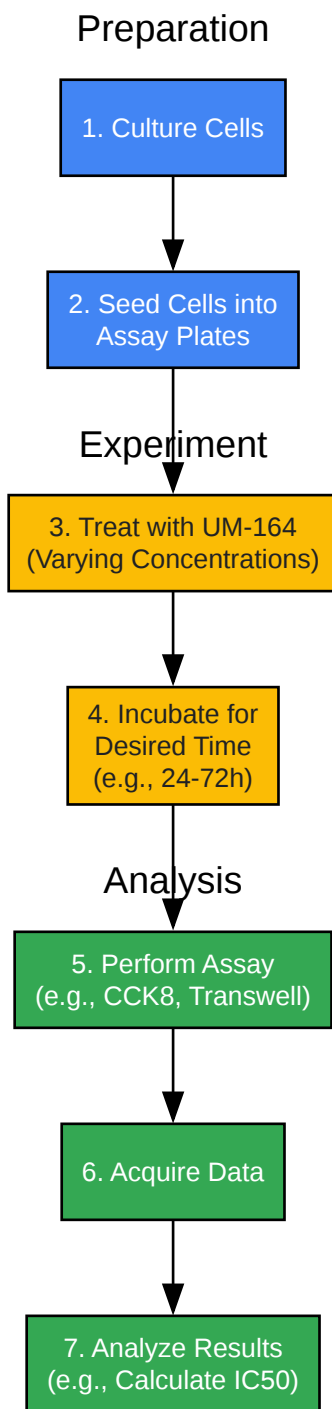 Preparation
1. Culture Cells
2. Seed Cells into
Assay Plates
Experiment
3. Treat with UM-164
(Varying Concentrations)
4. Incubate for
Desired Time
(e.g., 24-72h)
Analysis
5. Perform Assay
(e.g., CCK8, Transwell)
6. Acquire Data
7. Analyze Results
(e.g., Calculate IC50)